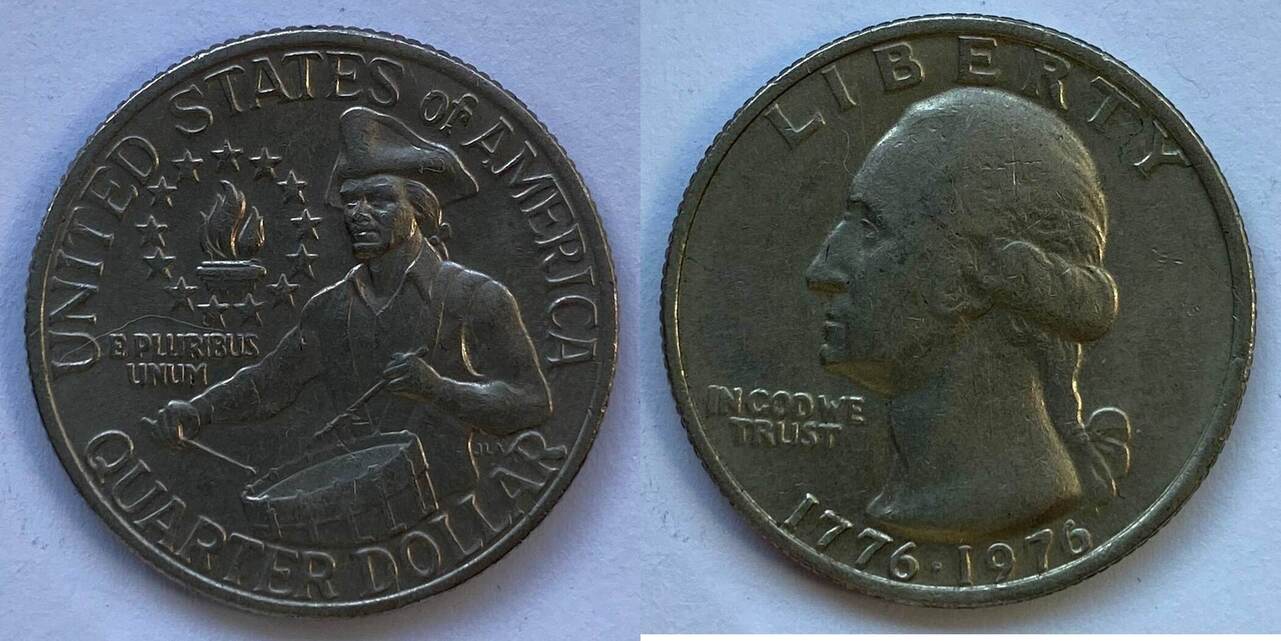 UNITED STATES of AMERICA
E PLURIBUS
UNUM
QUARTER DOLLAR
LIBERTY
IN GOD WE
TRUST
1776 · 1976